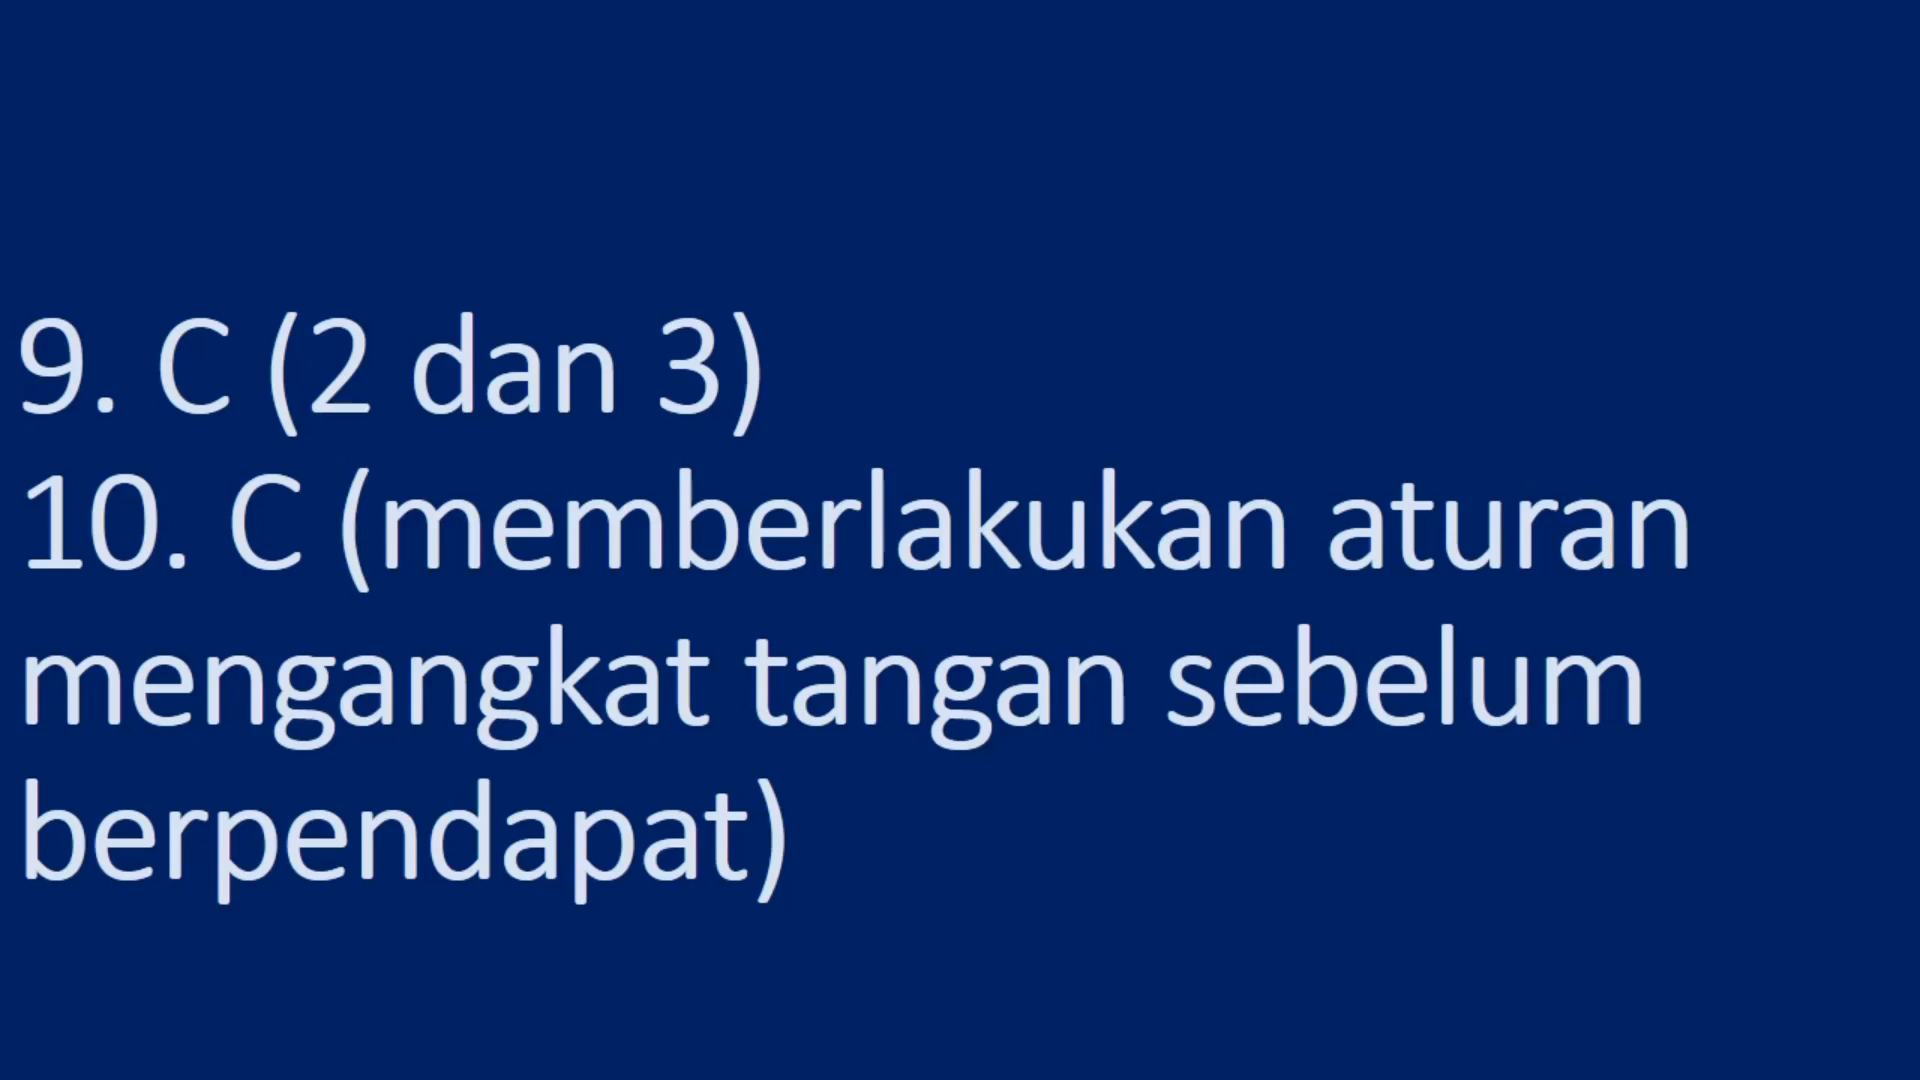 9. C (2 dan 3)
10. C (memberlakukan aturan
mengangkat tangan sebelum
berpendapat)